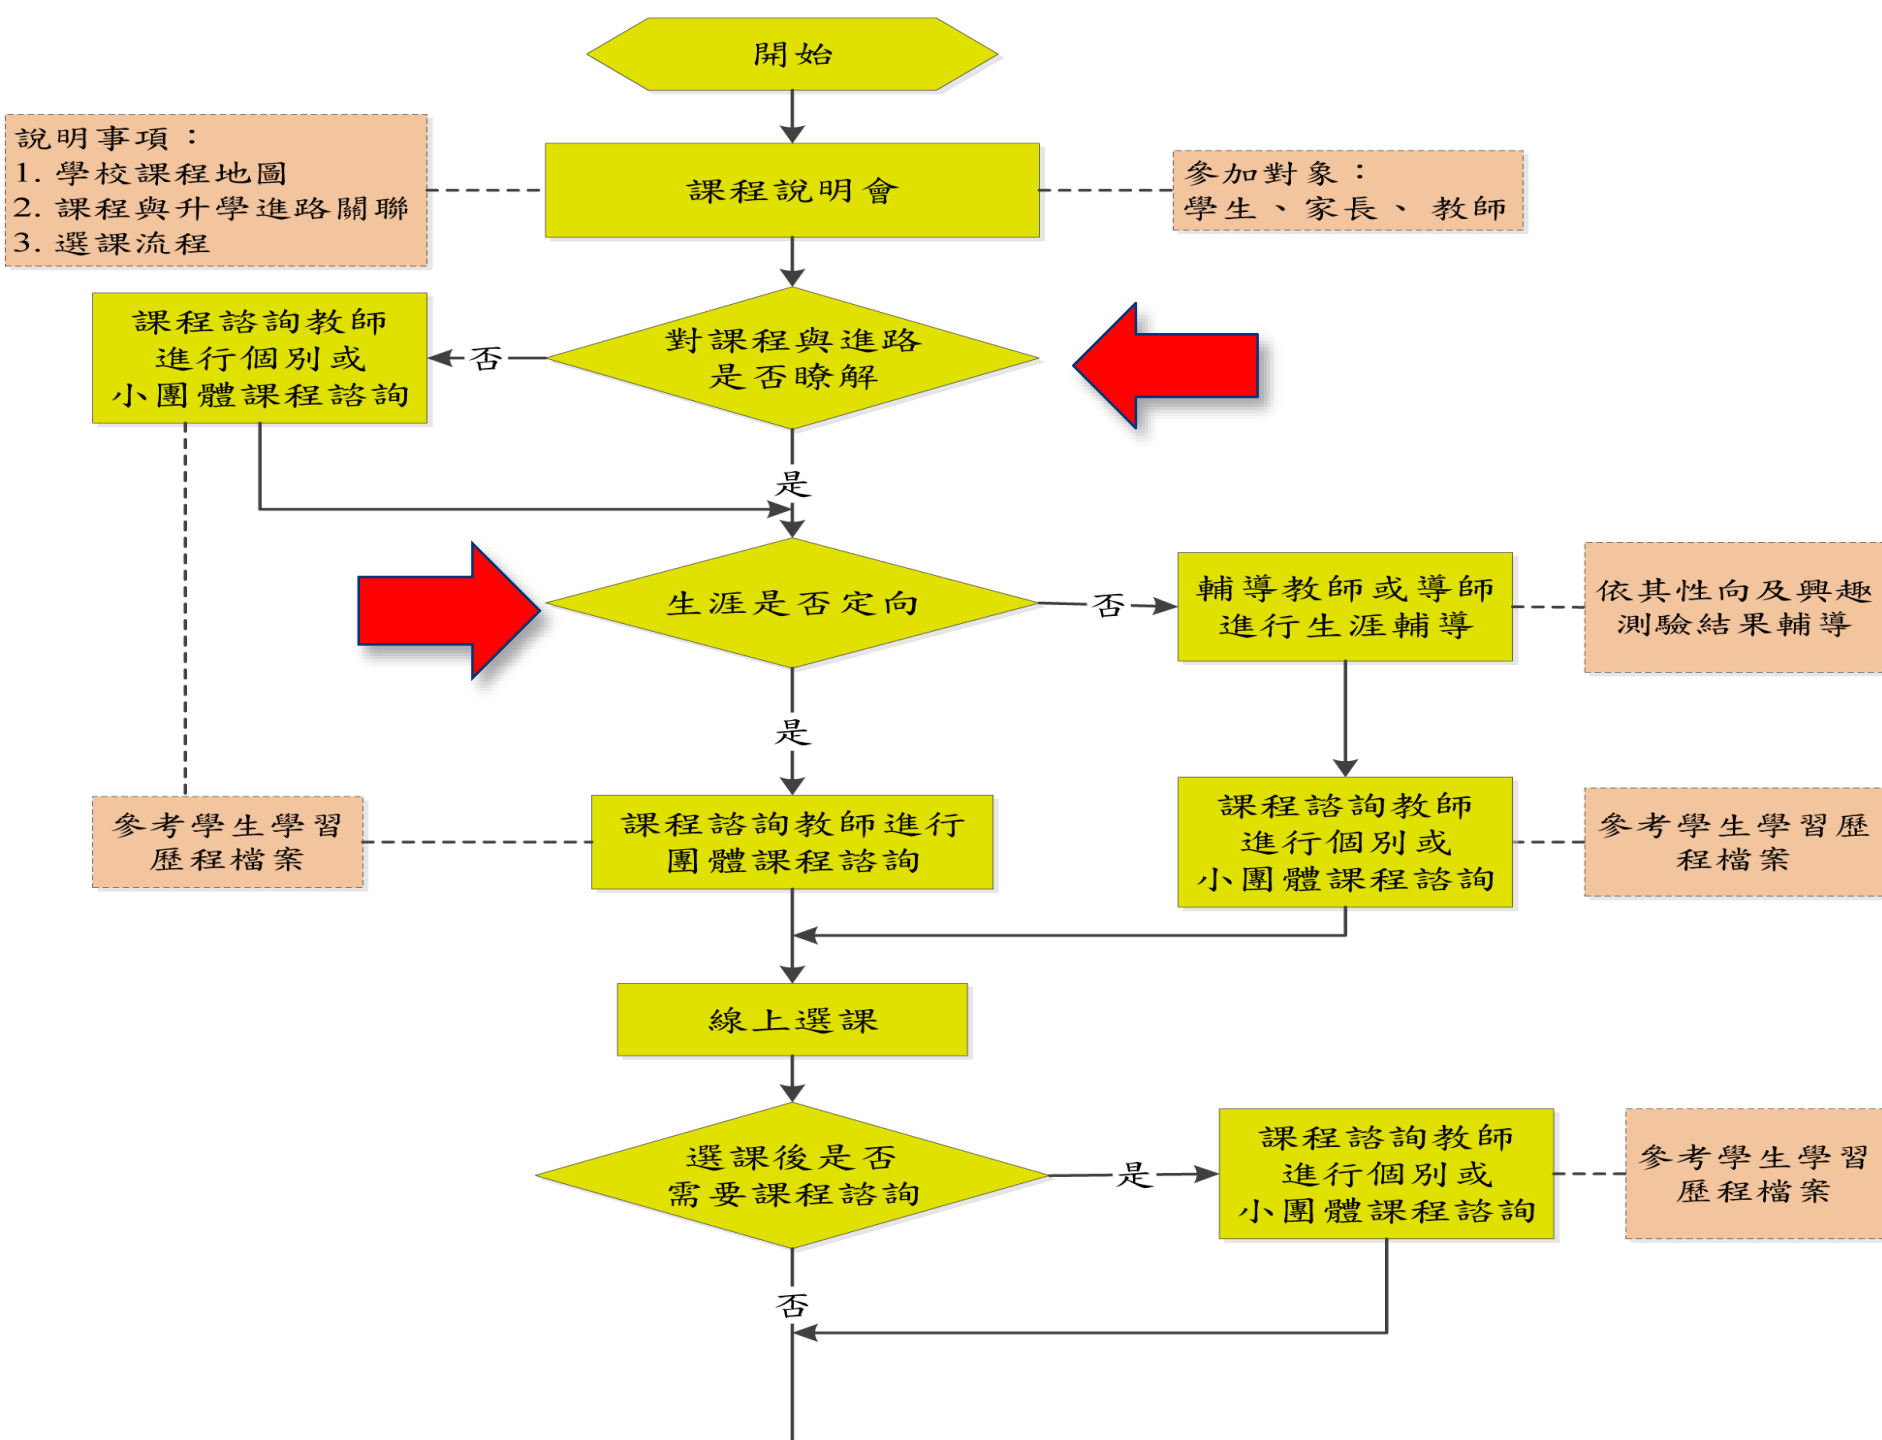 開始
說明事項：
1. 學校課程地圖
2. 課程與升學進路關聯
3. 選課流程
課程說明會
參加對象：
學生、家長、教師
對課程與進路
是否瞭解
否
課程諮詢教師
進行個別或
小團體課程諮詢
是
生涯是否定向
否
輔導教師或導師
進行生涯輔導
依其性向及興趣
測驗結果輔導
是
參考學生學習
歷程檔案
課程諮詢教師進行
團體課程諮詢
課程諮詢教師
進行個別或
小團體課程諮詢
參考學生學習歷
程檔案
線上選課
選課後是否
需要課程諮詢
是
課程諮詢教師
進行個別或
小團體課程諮詢
參考學生學習
歷程檔案
否